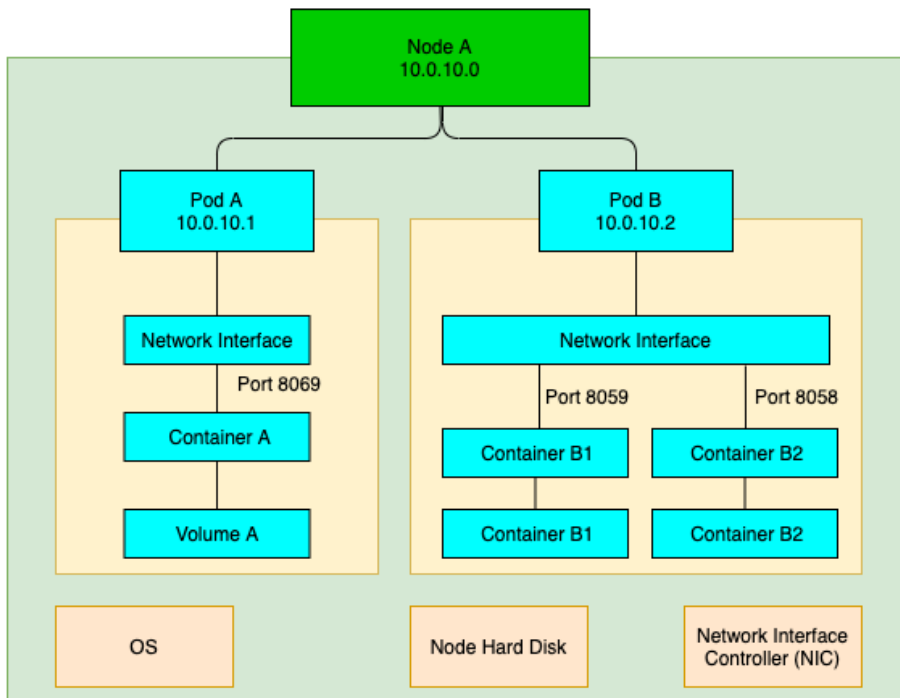 Node A
10.0.10.0
Pod A
10.0.10.1
Pod B
10.0.10.2
Network Interface
Network Interface
Port 8069
Port 8059
Port 8058
Container A
Container B1
Container B2
Volume A
Container B1
Container B2
OS
Node Hard Disk
Network Interface
Controller (NIC)